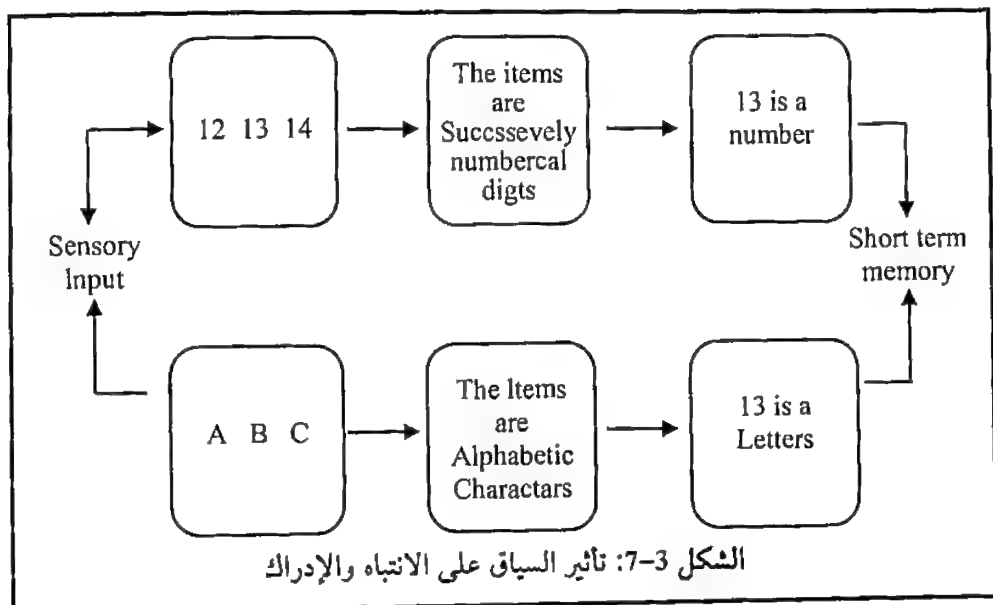 12 13 14
The items
are
Succssevely
numbercal
digts
13 is a
number
Sensory
Input
Short term
memory
A B C
The Items
are
Alphabetic
Charactars
13 is a
Letters
الشكل 3-7: تأثير السياق على الانتباه والإدراك